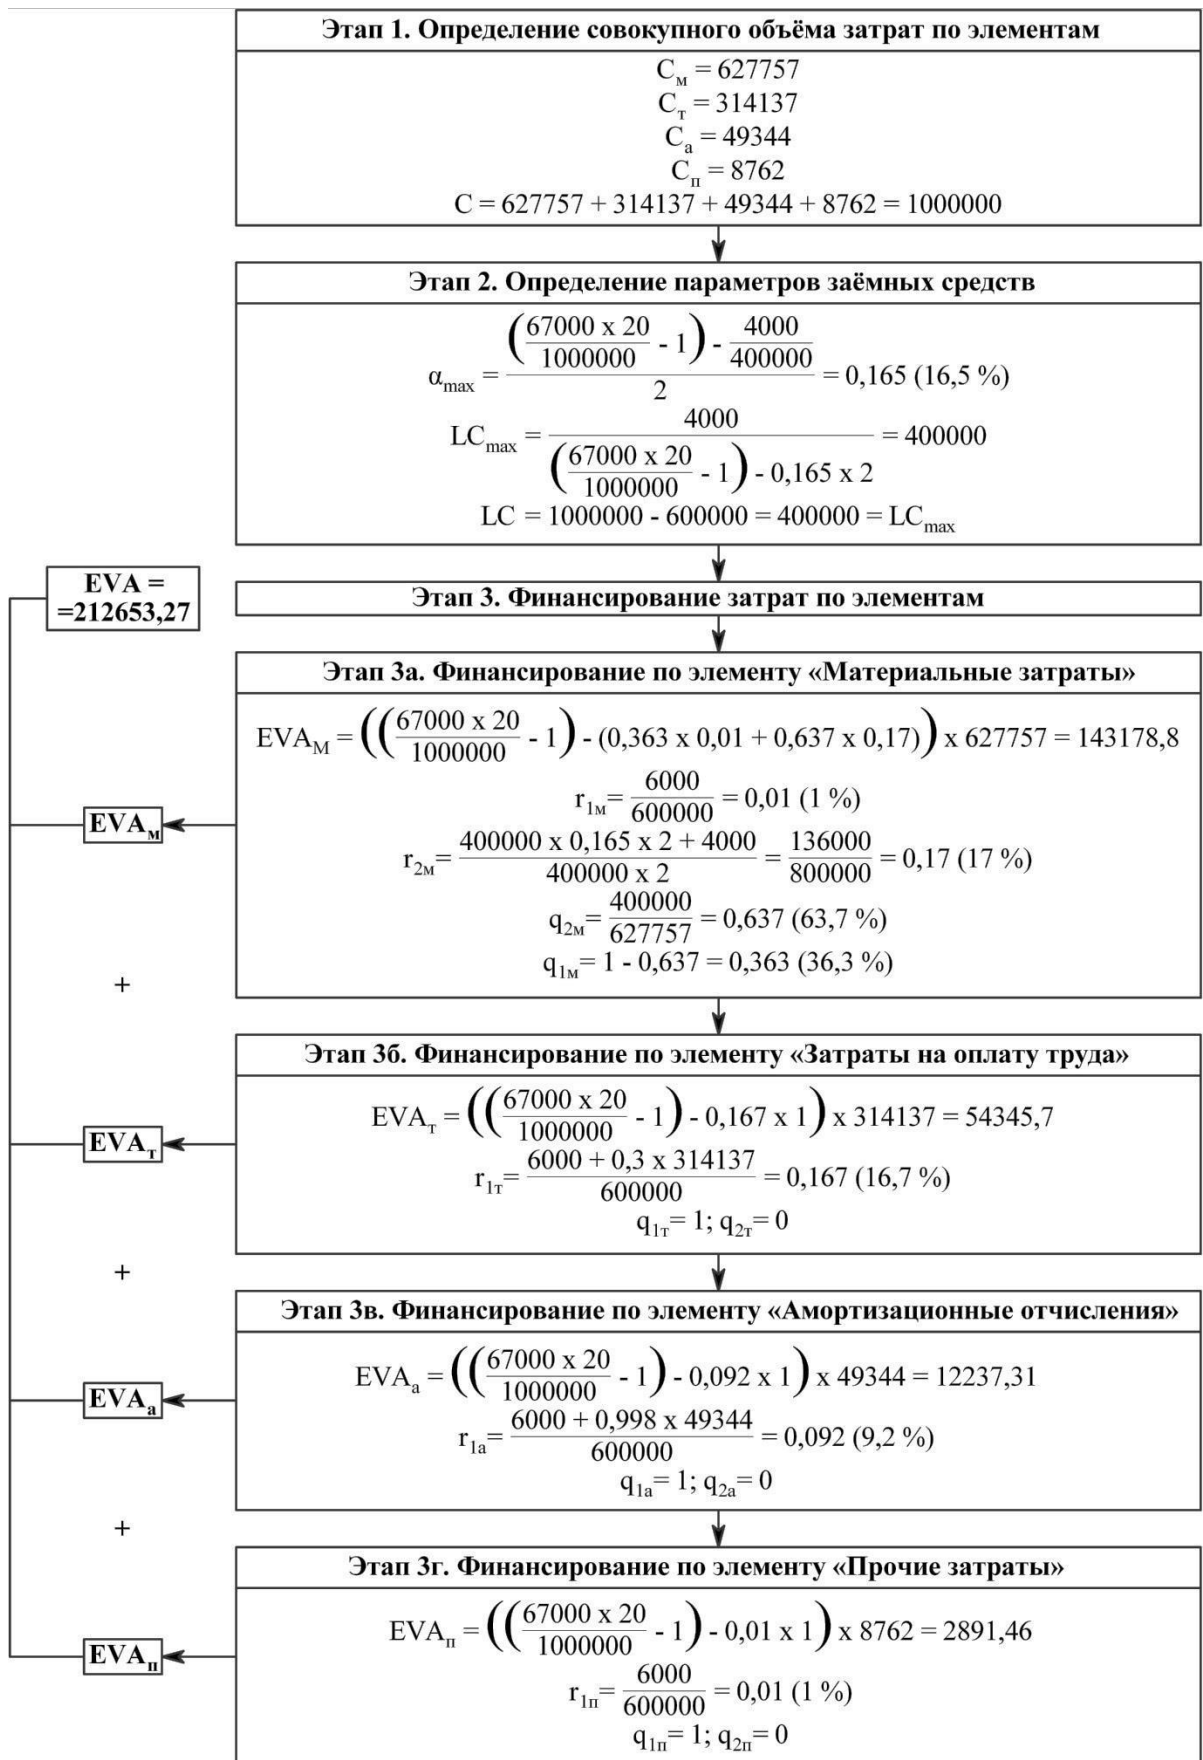 Этап 1. Определение совокупного объёма затрат по элементам
Cм = 627757
Cт = 314137
Cа = 49344
Cп = 8762
C = 627757 + 314137 + 49344 + 8762 = 1000000
Этап 2. Определение параметров заёмных средств
αmax = ((67000 x 20 / 1000000 - 1) - 4000 / 400000) / 2 = 0,165 (16,5 %)
LCmax = 4000 / ((67000 x 20 / 1000000 - 1) - 0,165 x 2) = 400000
LC = 1000000 - 600000 = 400000 = LCmax
EVA =
=212653,27
Этап 3. Финансирование затрат по элементам
Этап 3а. Финансирование по элементу «Материальные затраты»
EVAМ = ((67000 x 20 / 1000000 - 1) - (0,363 x 0,01 + 0,637 x 0,17)) x 627757 = 143178,8
r1м= 6000 / 600000 = 0,01 (1 %)
EVAм
r2м= (400000 x 0,165 x 2 + 4000) / (400000 x 2) = 136000 / 800000 = 0,17 (17 %)
q2м= 400000 / 627757 = 0,637 (63,7 %)
q1м= 1 - 0,637 = 0,363 (36,3 %)
+
Этап 3б. Финансирование по элементу «Затраты на оплату труда»
EVAт = ((67000 x 20 / 1000000 - 1) - 0,167 x 1) x 314137 = 54345,7
EVAт
r1т= (6000 + 0,3 x 314137) / 600000 = 0,167 (16,7 %)
q1т= 1; q2т= 0
+
Этап 3в. Финансирование по элементу «Амортизационные отчисления»
EVAа = ((67000 x 20 / 1000000 - 1) - 0,092 x 1) x 49344 = 12237,31
EVAа
r1а= (6000 + 0,998 x 49344) / 600000 = 0,092 (9,2 %)
q1а= 1; q2а= 0
+
Этап 3г. Финансирование по элементу «Прочие затраты»
EVAп = ((67000 x 20 / 1000000 - 1) - 0,01 x 1) x 8762 = 2891,46
EVAп
r1п= 6000 / 600000 = 0,01 (1 %)
q1п= 1; q2п= 0